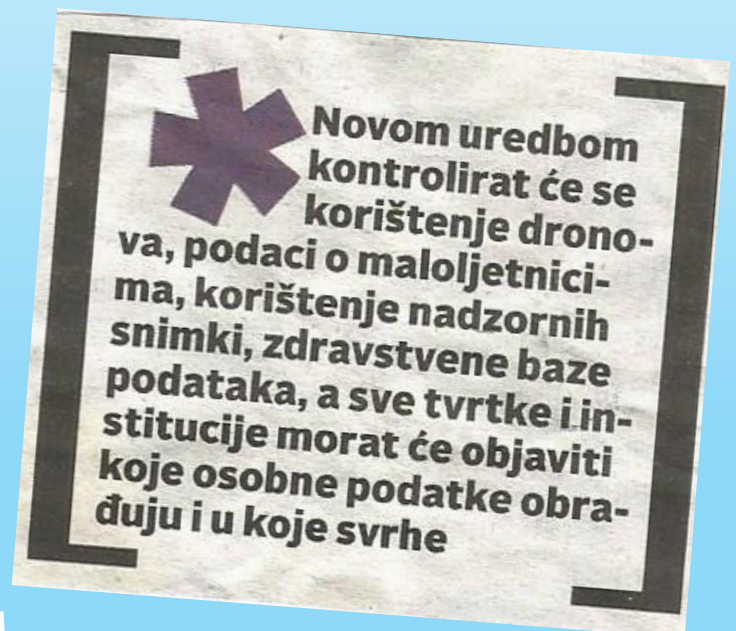 Novom uredbom
kontrolirat će se
korištenje drono-
va, podaci o maloljetnici-
ma, korištenje nadzornih
snimki, zdravstvene baze
podataka, a sve tvrtke i in-
stitucije morat će objaviti
koje osobne podatke obra-
đuju i u koje svrhe